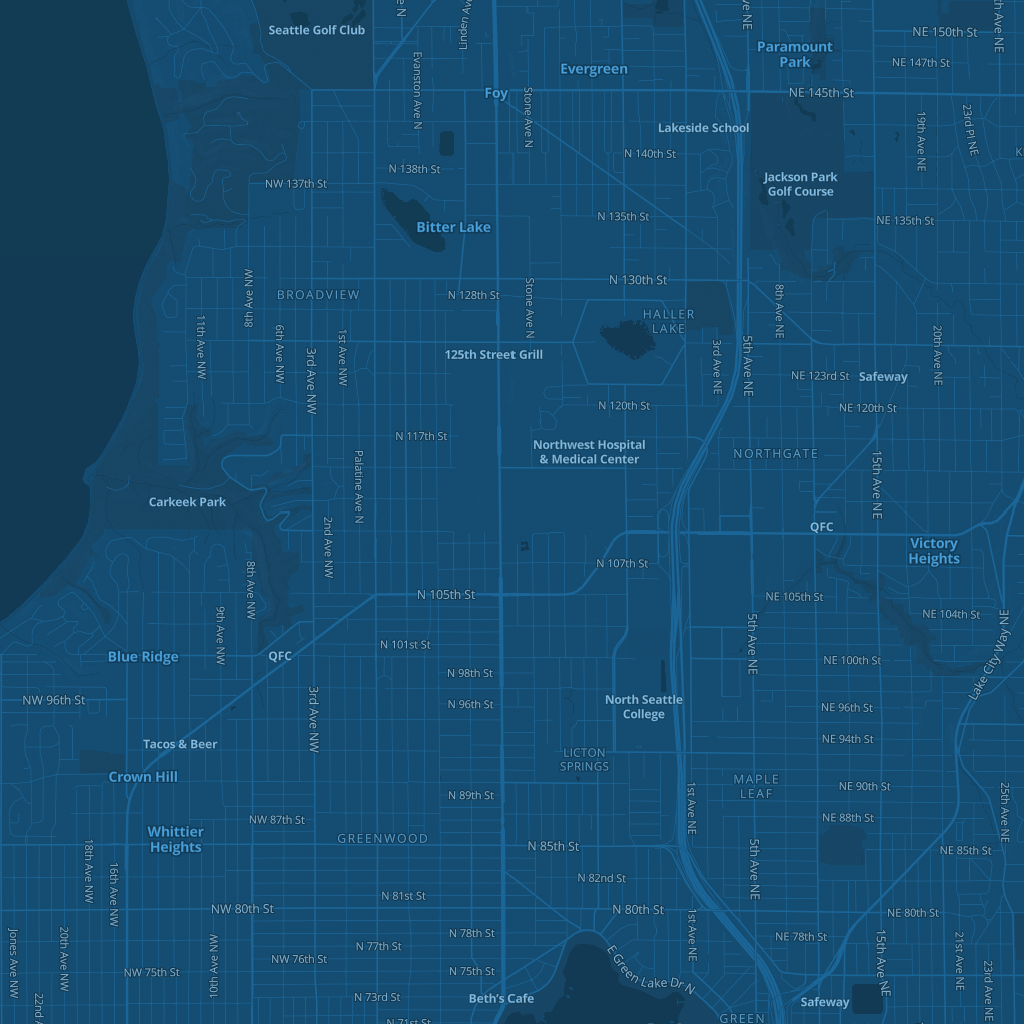 Seattle Golf Club
Linden Av
e N
ve NE
Paramount
Park
NE 150th St
th Ave NE
NE 147th St
Evergreen
Evanston Ave N
Foy
Stone Ave N
NE 145th St
Lakeside School
19th Ave NE
23rd Pl NE
N 140th St
N 138th St
NW 137th St
Jackson Park
Golf Course
N 135th St
NE 135th St
Bitter Lake
8th Ave NW
BROADVIEW
N 128th St
Stone Ave N
N 130th St
8th Ave NE
HALLER
LAKE
11th Ave NW
6th Ave NW
1st Ave NW
3rd Ave NW
125th Street Grill
3rd Ave NE
5th Ave NE
20th Ave NE
NE 123rd St
Safeway
N 120th St
NE 120th St
N 117th St
Northwest Hospital
& Medical Center
NORTHGATE
Palatine Ave N
15th Ave NE
Carkeek Park
2nd Ave NW
QFC
Victory
Heights
N 107th St
8th Ave NW
N 105th St
NE 105th St
NE 104th St
9th Ave NW
5th Ave NE
Lake City Way NE
N 101st St
Blue Ridge
QFC
NE 100th St
N 98th St
NW 96th St
3rd Ave NW
N 96th St
North Seattle
College
NE 96th St
Tacos & Beer
NE 94th St
LICTON
SPRINGS
Crown Hill
MAPLE
LEAF
NE 90th St
N 89th St
1st Ave NE
25th Ave NE
NW 87th St
NE 88th St
Whittier
Heights
GREENWOOD
N 85th St
NE 85th St
18th Ave NW
16th Ave NW
5th Ave NE
N 82nd St
N 81st St
NW 80th St
N 80th St
NE 80th St
1st Ave NE
N 78th St
NE 78th St
N 77th St
Jones Ave NW
20th Ave NW
10th Ave NW
NW 76th St
NW 75th St
N 75th St
E Green Lake Dr N
15th Ave NE
21st Ave NE
23rd Ave NE
N 73rd St
Beth's Cafe
Safeway
22nd A
N 71st St
GREEN